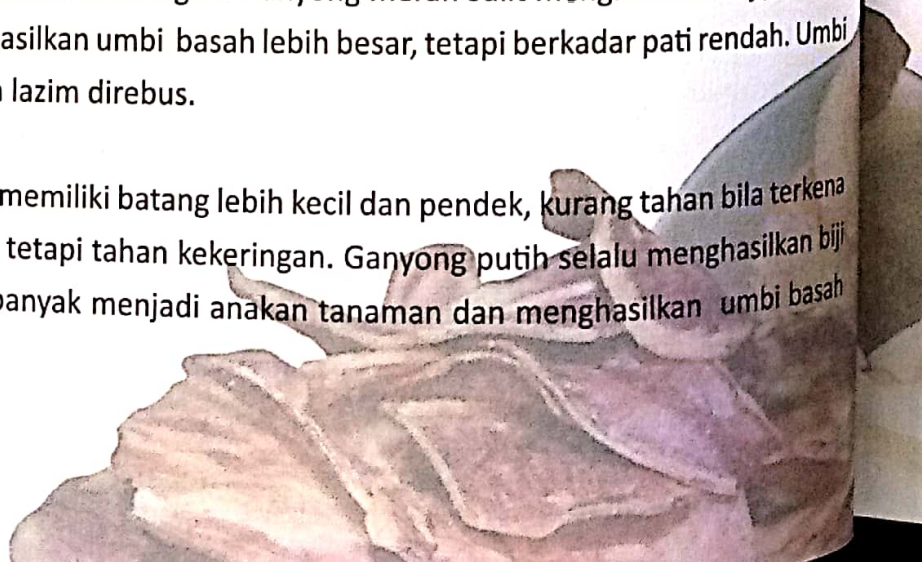 asilkan umbi basah lebih besar, tetapi berkadar pati rendah. Umbi
lazim direbus.
memiliki batang lebih kecil dan pendek, kurang tahan bila terkena
tetapi tahan kekeringan. Ganyong putih selalu menghasilkan biji
banyak menjadi anakan tanaman dan menghasilkan umbi basah